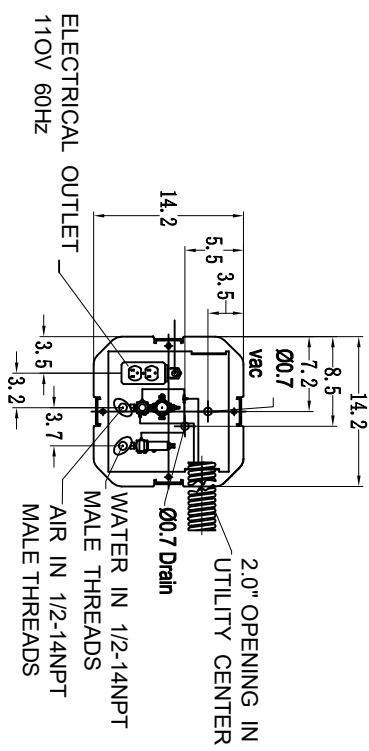 2.0" OPENING IN
UTILITY CENTER
14.2
8.5
7.2
Ø0.7
vac
3.5
5.5
14.2
Ø0.7 Drain
3.5
3.2
3.7
WATER IN 1/2-14NPT
MALE THREADS
AIR IN 1/2-14NPT
MALE THREADS
ELECTRICAL OUTLET
110V 60Hz